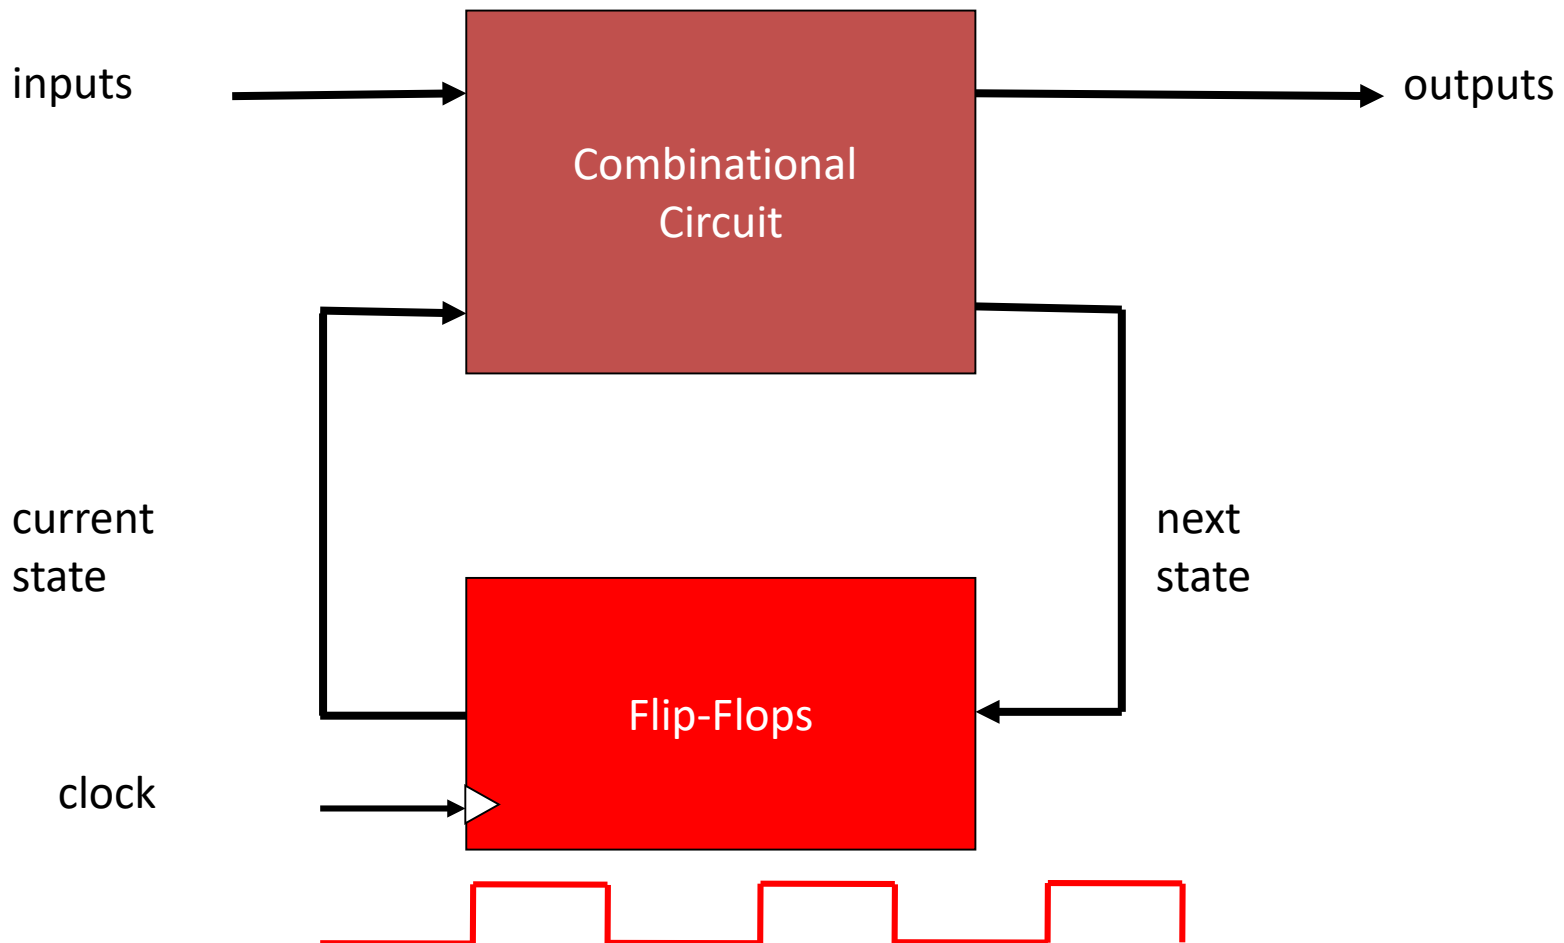 inputs
outputs
Combinational
Circuit
current
state
next
state
Flip-Flops
clock